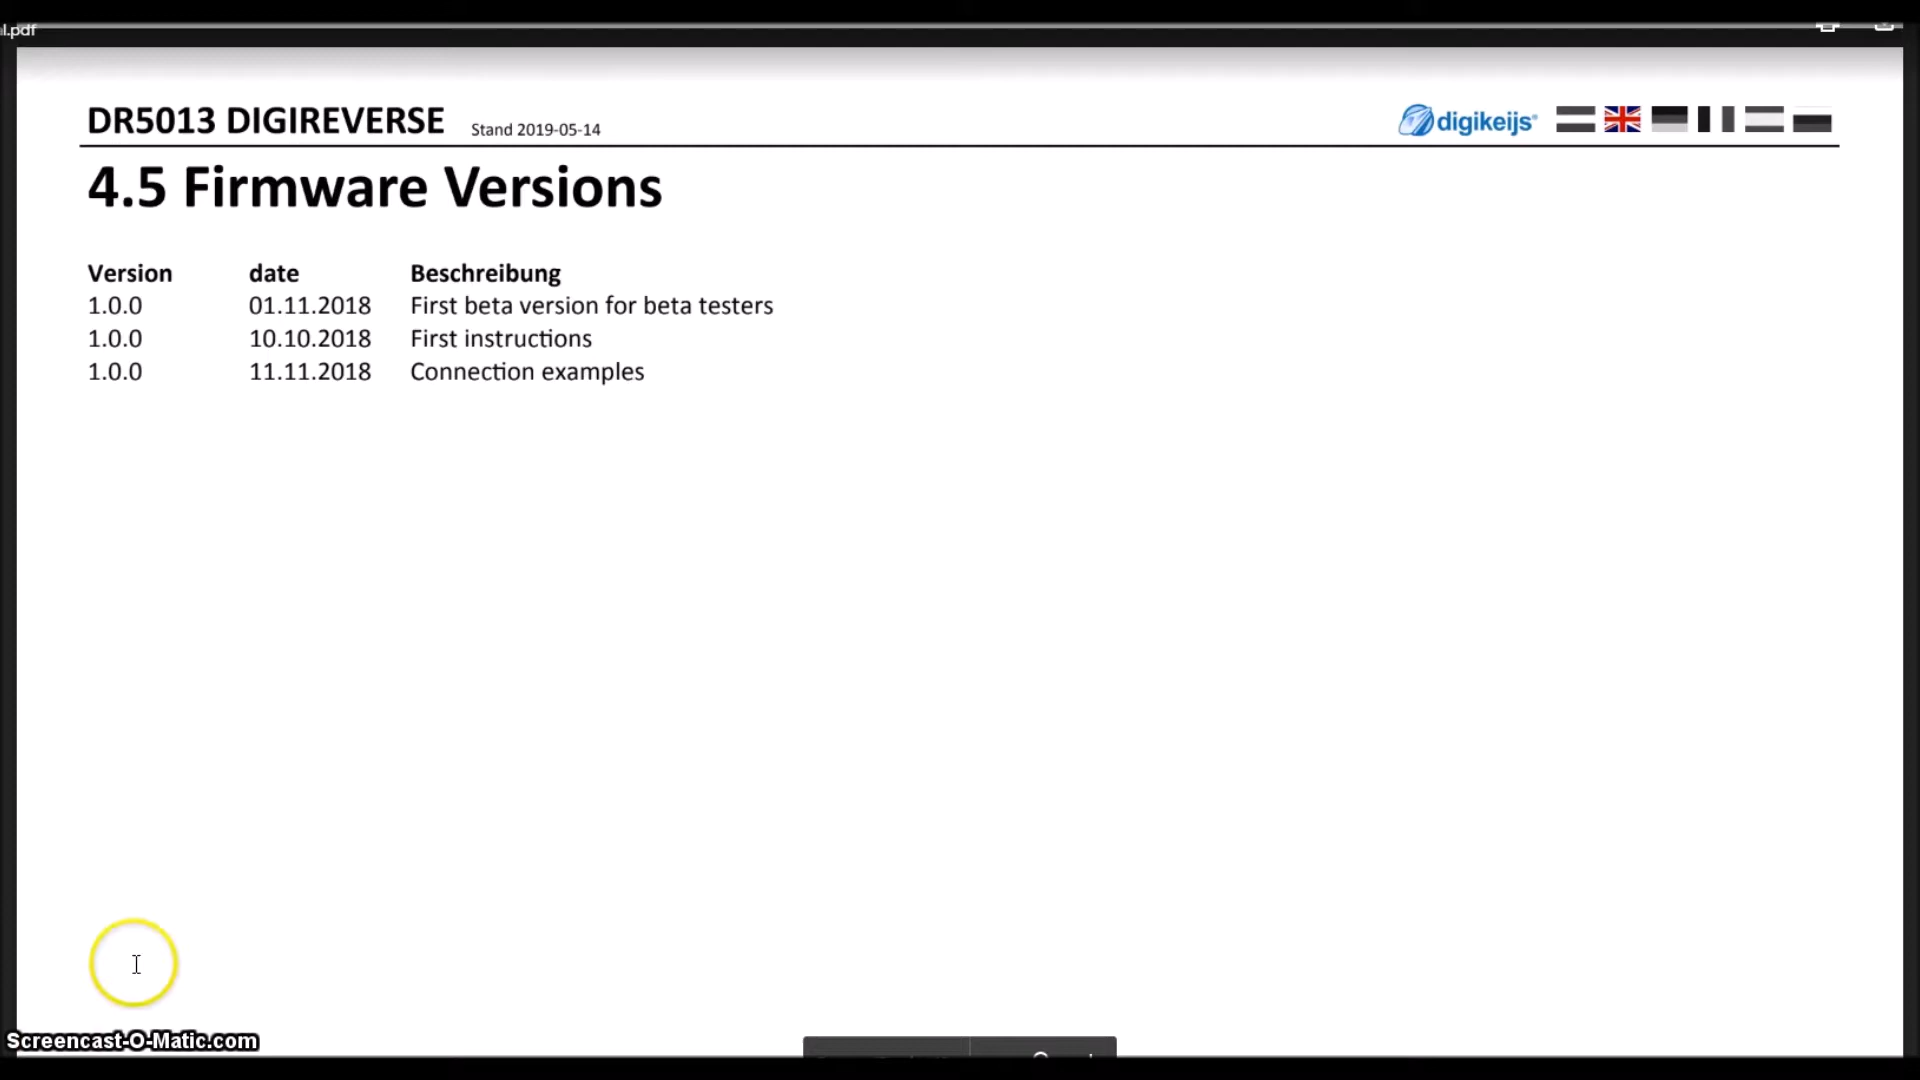 l.pdf
DR5013 DIGIREVERSE Stand 2019-05-14 digikeijs®
4.5 Firmware Versions
Version date Beschreibung
1.0.0 01.11.2018 First beta version for beta testers
1.0.0 10.10.2018 First instructions
1.0.0 11.11.2018 Connection examples
Screencast-O-Matic.com